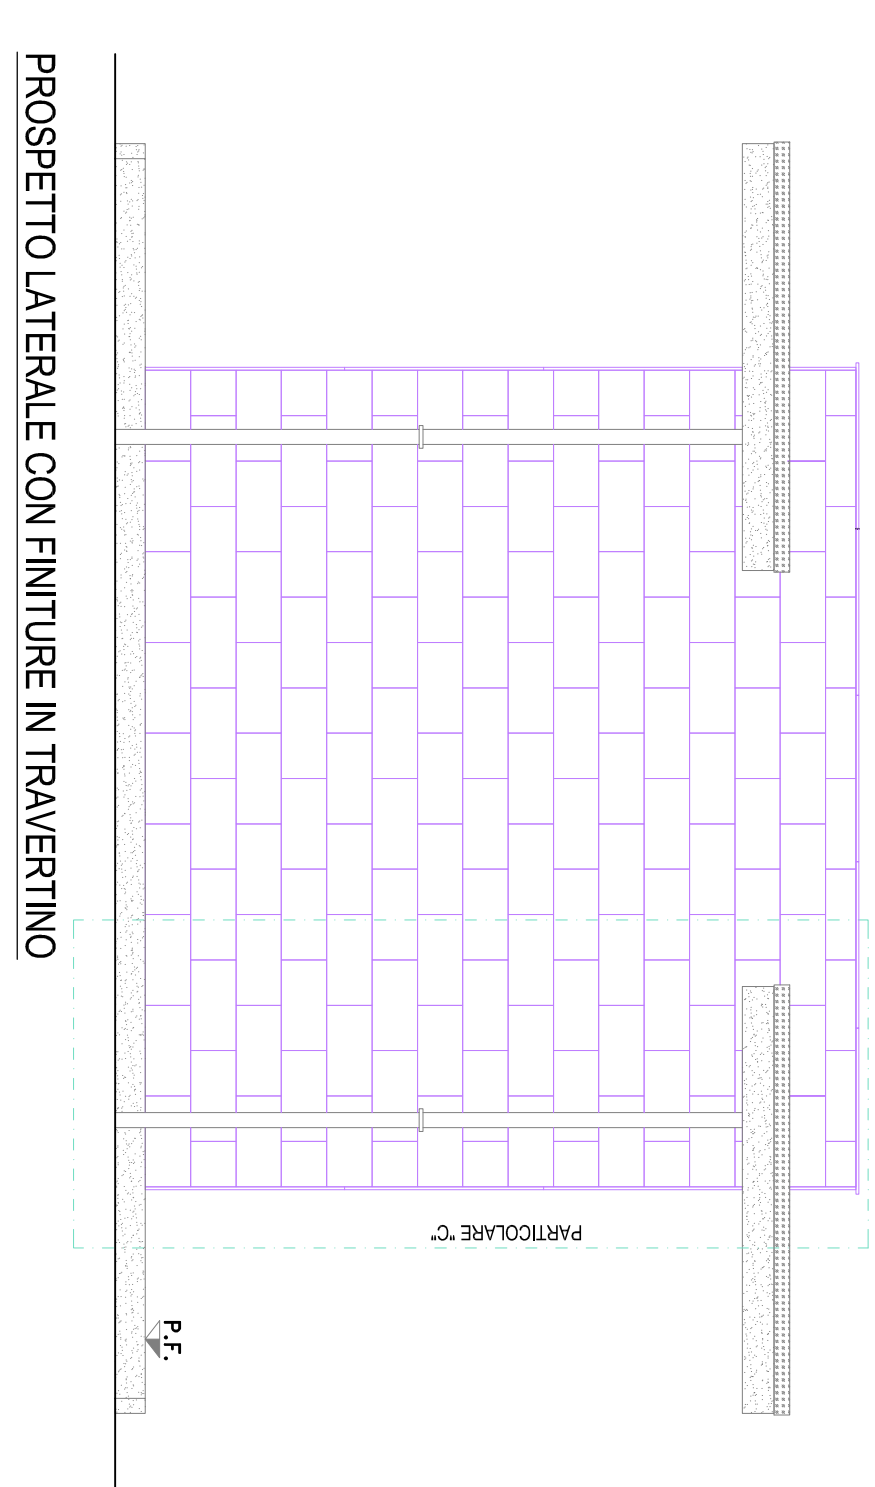 PROSPETTO LATERALE CON FINITURE IN TRAVERTINO
PARTICOLARE "C"
P.F.